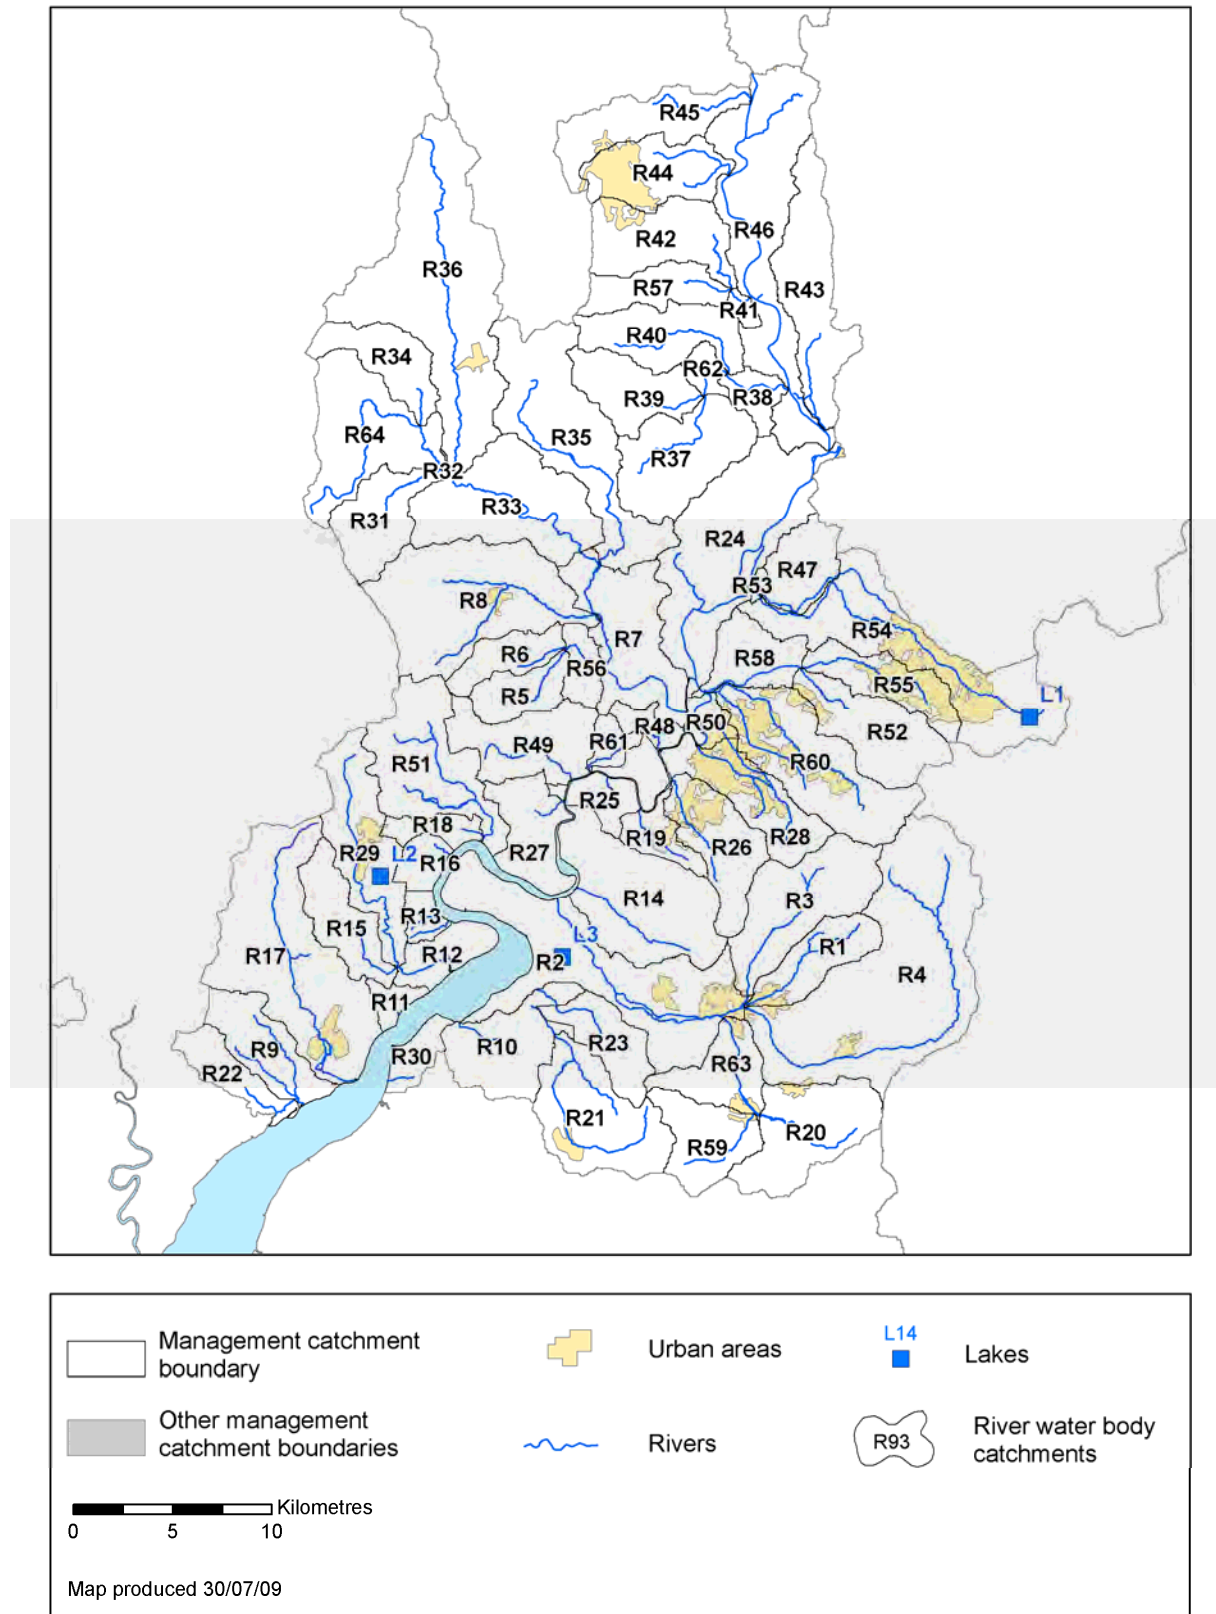 R45
R44
R46
R42
R36
R57
R43
R41
R40
R34
R62
R39
R38
R64
R35
R37
R32
R33
R31
R24
R47
R53
R8
R54
R7
R6
R56
R58
R55
R5
L1
R48
R50
R52
R49
R61
R51
R60
R25
R18
R19
R28
R29
L2
R16
R27
R26
R14
R3
R13
R15
L3
R1
R17
R12
R2
R4
R11
R10
R23
R9
R30
R63
R22
R21
R20
R59
Management catchment
boundary
Urban areas
L14
Lakes
Other management
catchment boundaries
Rivers
R93
River water body
catchments
Kilometres
0 5 10
Map produced 30/07/09